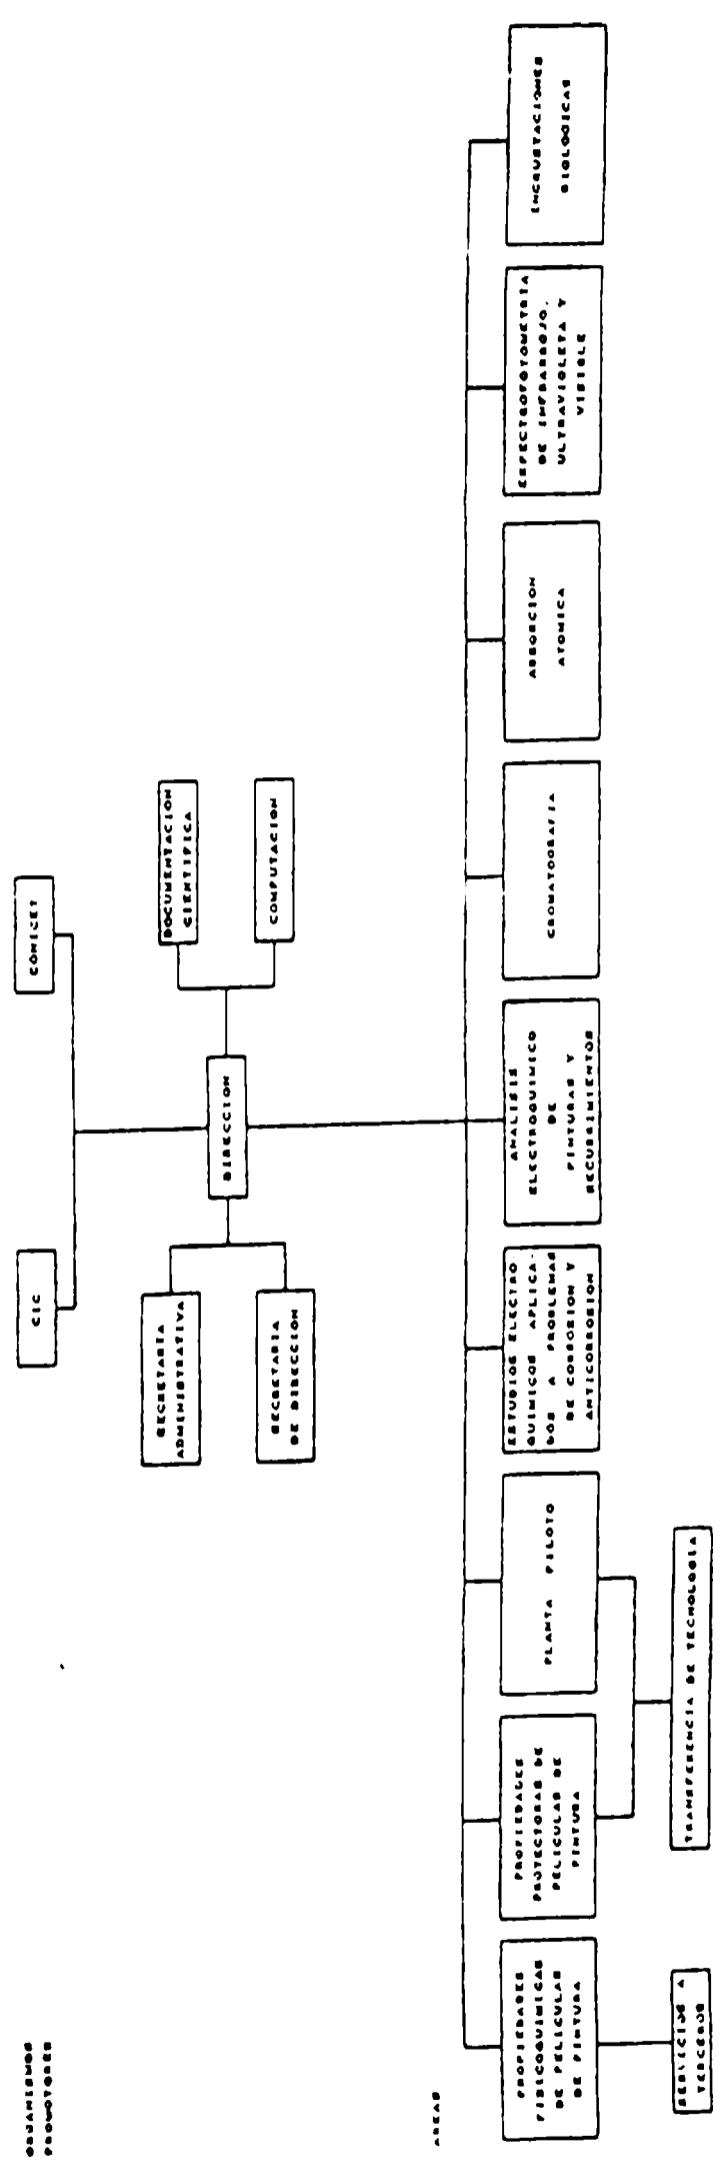 ORGANISMOS
PROMOTORES
CIC
CONICET
SECRETARIA
ADMINISTRATIVA
SECRETARIA
DE DIRECCION
DIRECCION
DOCUMENTACION
CIENTIFICA
COMPUTACION
AREAS
PROPIEDADES
FISICOQUIMICAS
DE PELICULAS
DE PINTURA
PROPIEDADES
PROTECTORAS DE
PELICULAS DE
PINTURA
PLANTA PILOTO
ESTUDIOS ELECTRO-
QUIMICOS APLICA-
DOS A PROBLEMAS
DE CORROSION Y
ANTICORROSION
ANALISIS
ELECTROQUIMICO
DE
PINTURAS Y
RECUBRIMIENTOS
CROMATOGRAFIA
ABSORCION
ATOMICA
ESPECTROFOTOMETRIA
DE INFRARROJO,
ULTRAVIOLETA Y
VISIBLE
INCRUSTACIONES
BIOLOGICAS
SERVICIOS A
TERCEROS
TRANSFERENCIA DE TECNOLOGIA